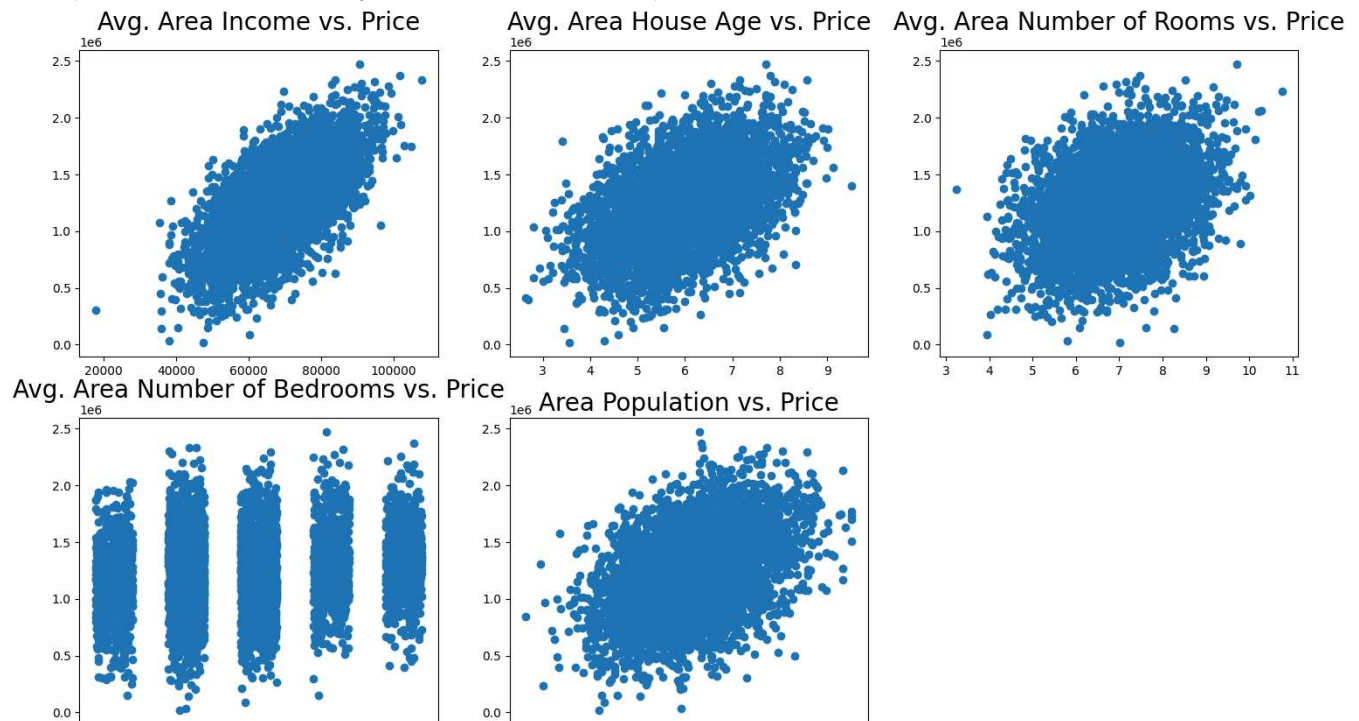 Avg. Area Income vs. Price
Avg. Area House Age vs. Price
Avg. Area Number of Rooms vs. Price
1e6
1e6
1e6
2.5
2.0
1.5
1.0
0.5
0.0
2.5
2.0
1.5
1.0
0.5
0.0
2.5
2.0
1.5
1.0
0.5
0.0
20000 40000 60000 80000 100000
3 4 5 6 7 8 9
3 4 5 6 7 8 9 10 11
Avg. Area Number of Bedrooms vs. Price
Area Population vs. Price
1e6
1e6
2.5
2.0
1.5
1.0
0.5
0.0
2.5
2.0
1.5
1.0
0.5
0.0